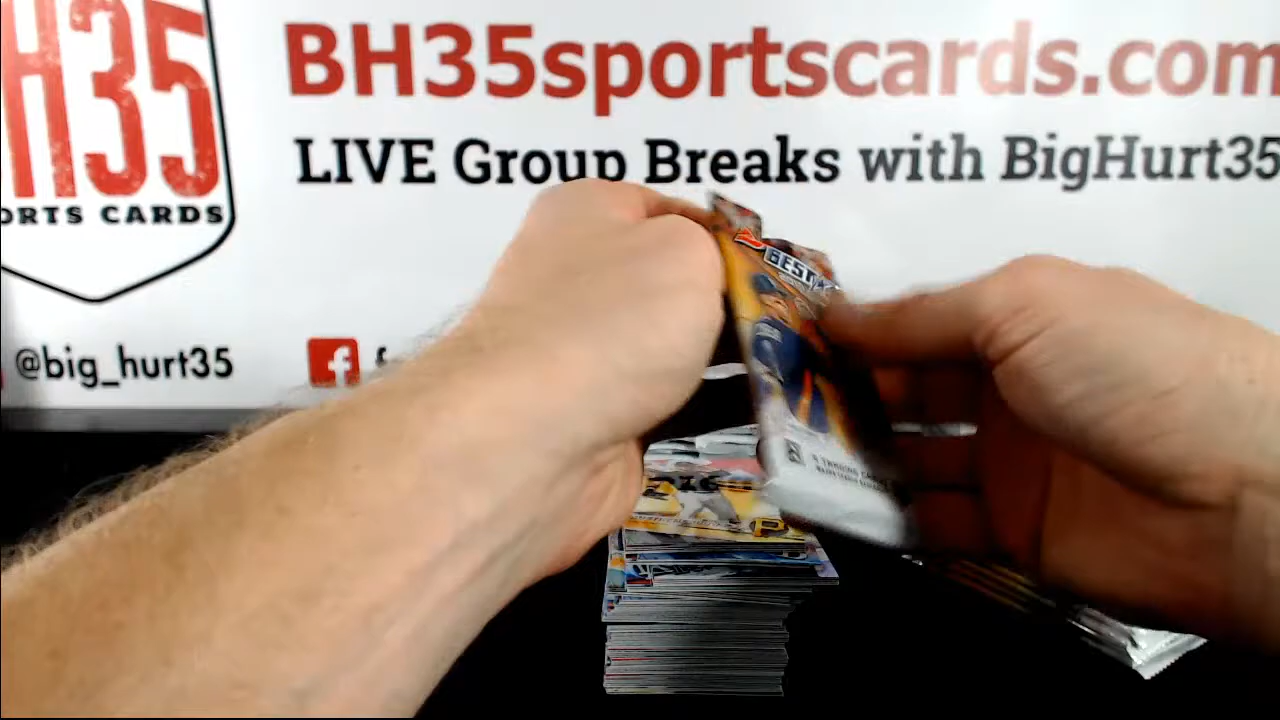 BH35sportscards.com
LIVE Group Breaks with BigHurt35
H35
ORTS CARDS
@big_hurt35
f
BEST
P